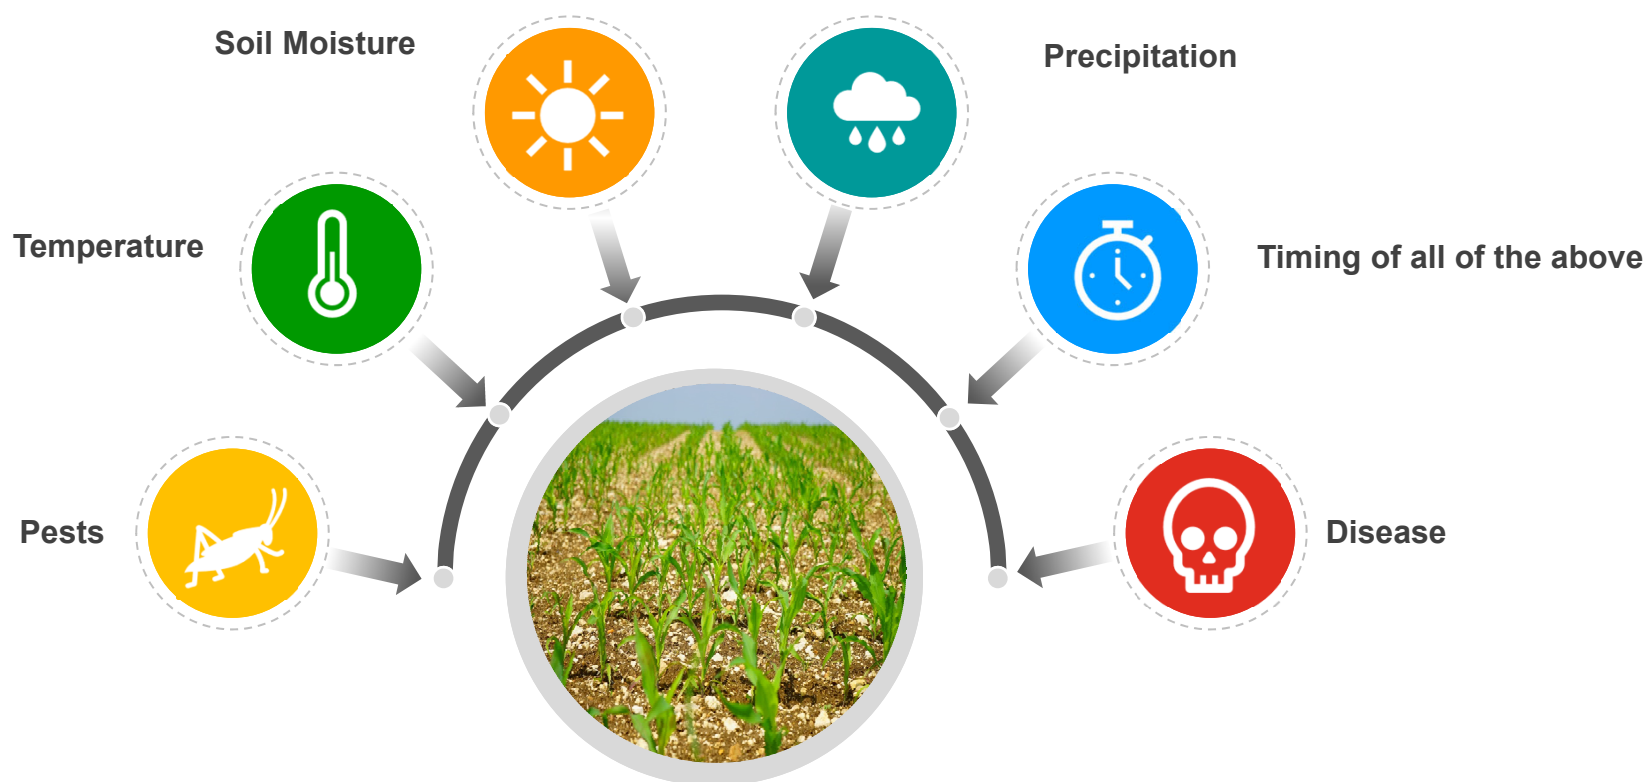 Soil Moisture
Precipitation
Temperature
Timing of all of the above
Pests
Disease